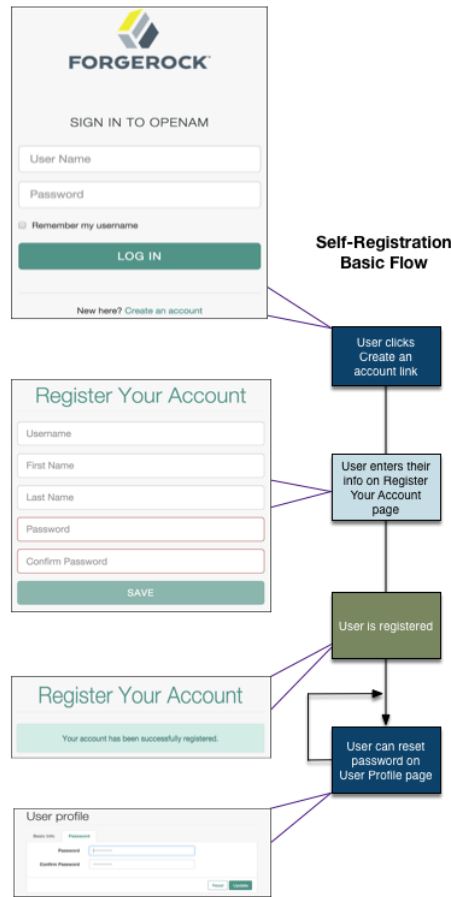 FORGEROCK
SIGN IN TO OPENAM
User Name
Password
Remember my username
LOG IN
New here? Create an account
Self-Registration
Basic Flow
User clicks
Create an
account link
Register Your Account
Username
First Name
Last Name
Password
Confirm Password
SAVE
User enters their
info on Register
Your Account
page
User is registered
Register Your Account
Your account has been successfully registered.
User can reset
password on
User Profile page
User profile
Basic Info Password
Password
Confirm Password
Reset Update